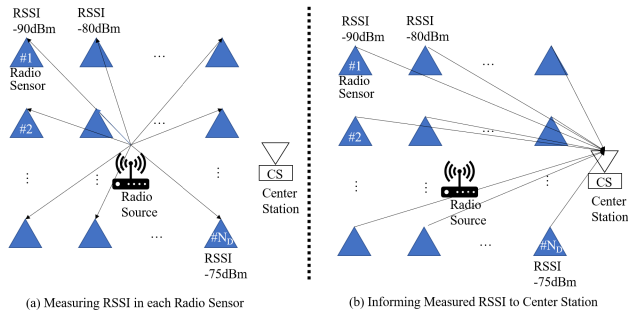 RSSI
-90dBm
RSSI
-80dBm
#1
Radio
Sensor
...
#2
...
CS
Center
Station
Radio
Source
...
...
...
#N_D
RSSI
-75dBm
(a) Measuring RSSI in each Radio Sensor
RSSI
-90dBm
RSSI
-80dBm
#1
Radio
Sensor
...
#2
...
CS
Center
Station
Radio
Source
...
...
...
#N_D
RSSI
-75dBm
(b) Informing Measured RSSI to Center Station